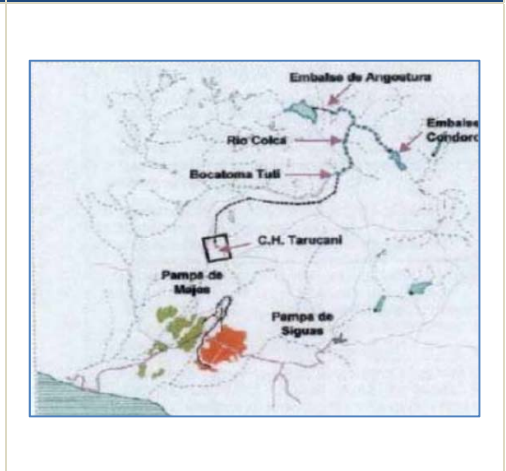 Embalse de Angostura
Embalse
Condoro
Rio Colca
Bocatoma Tuti
C.H. Tarucani
Pampa de
Majes
Pampa de
Siguas